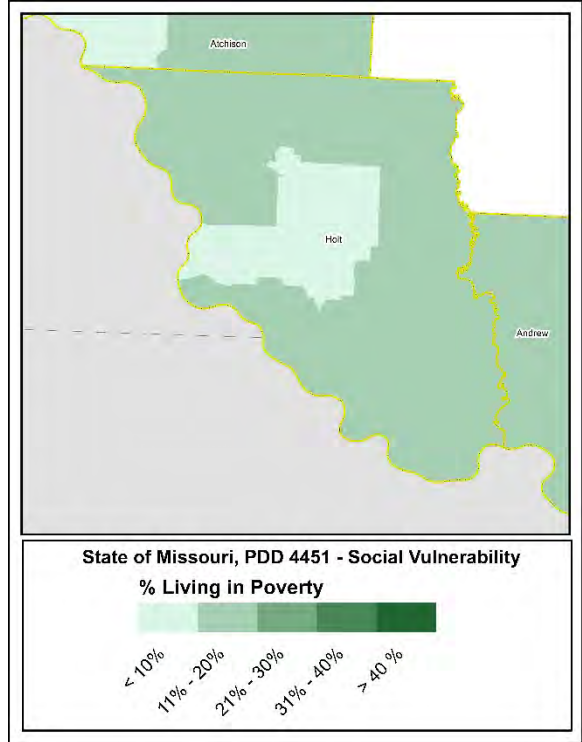 Atchison
Holt
Andrew
State of Missouri, PDD 4451 - Social Vulnerability
% Living in Poverty
< 10%
11% - 20%
21% - 30%
31% - 40%
> 40 %